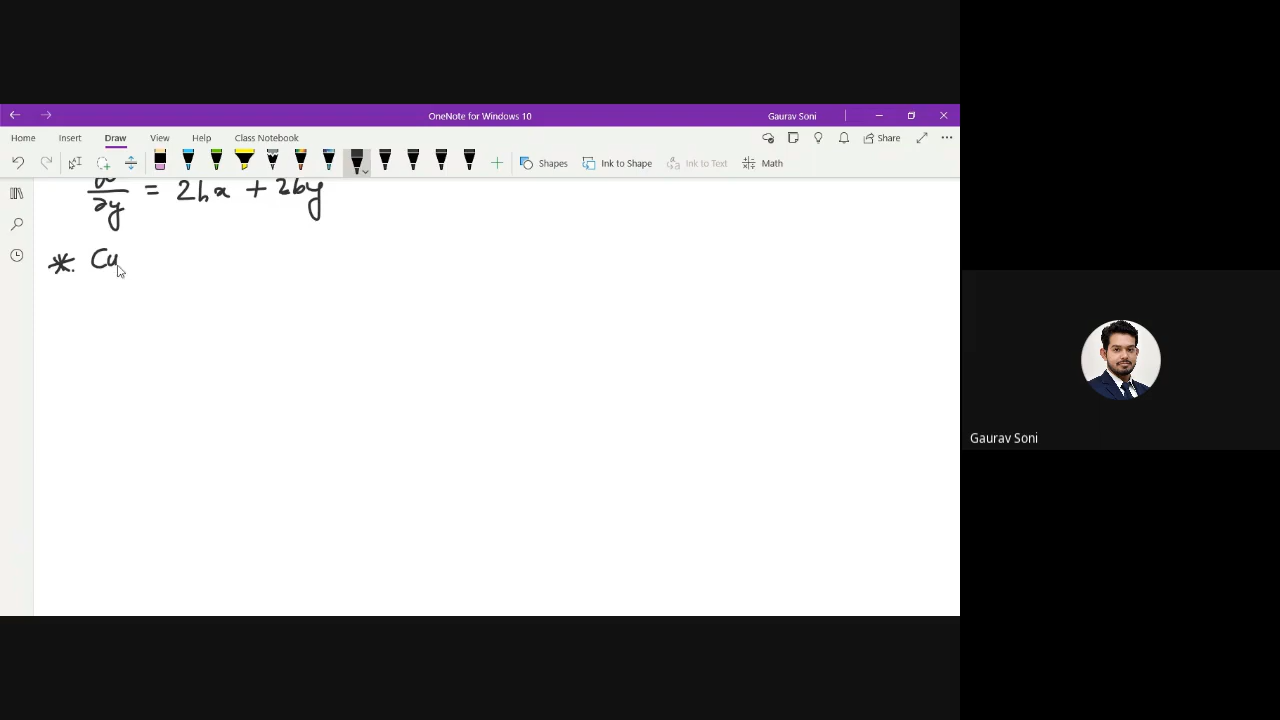 OneNote for Windows 10
Gaurav Soni
Home Insert Draw View Help Class Notebook
Share
Shapes Ink to Shape Ink to Text Math
∂y = 2hx + 2by
*. Cu
Gaurav Soni